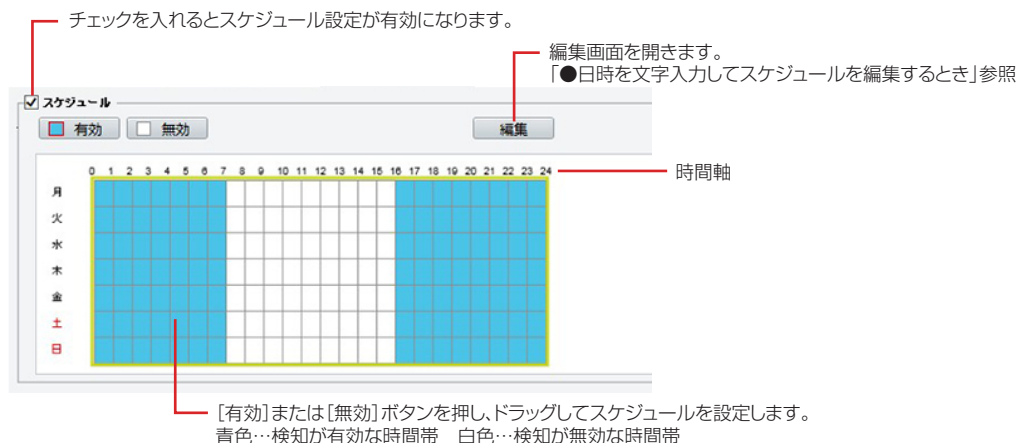 チェックを入れるとスケジュール設定が有効になります。
編集画面を開きます。
「●日時を文字入力してスケジュールを編集するとき」参照
スケジュール
有効 無効 編集
0 1 2 3 4 5 6 7 8 9 10 11 12 13 14 15 16 17 18 19 20 21 22 23 24
時間軸
月
火
水
木
金
土
日
[有効]または[無効]ボタンを押し、ドラッグしてスケジュールを設定します。
青色…検知が有効な時間帯 白色…検知が無効な時間帯